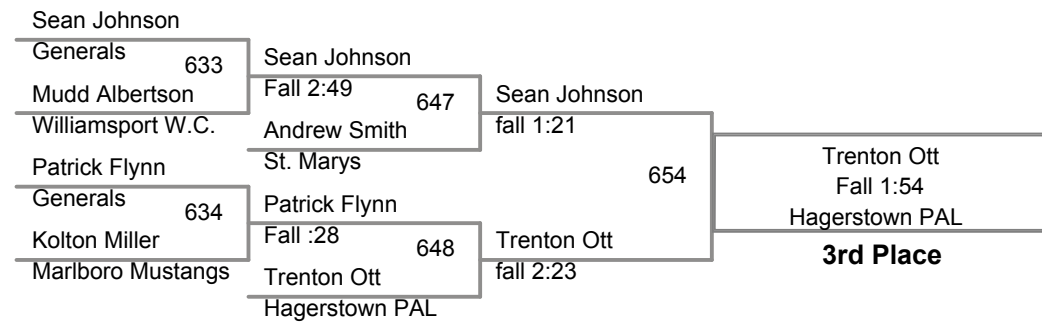 Sean Johnson
Generals
633
Mudd Albertson
Williamsport W.C.
Patrick Flynn
Generals
634
Kolton Miller
Marlboro Mustangs
Sean Johnson
Fall 2:49
647
Andrew Smith
St. Marys
Patrick Flynn
Fall :28
648
Trenton Ott
Hagerstown PAL
Sean Johnson
fall 1:21
654
Trenton Ott
fall 2:23
Trenton Ott
Fall 1:54
Hagerstown PAL
3rd Place